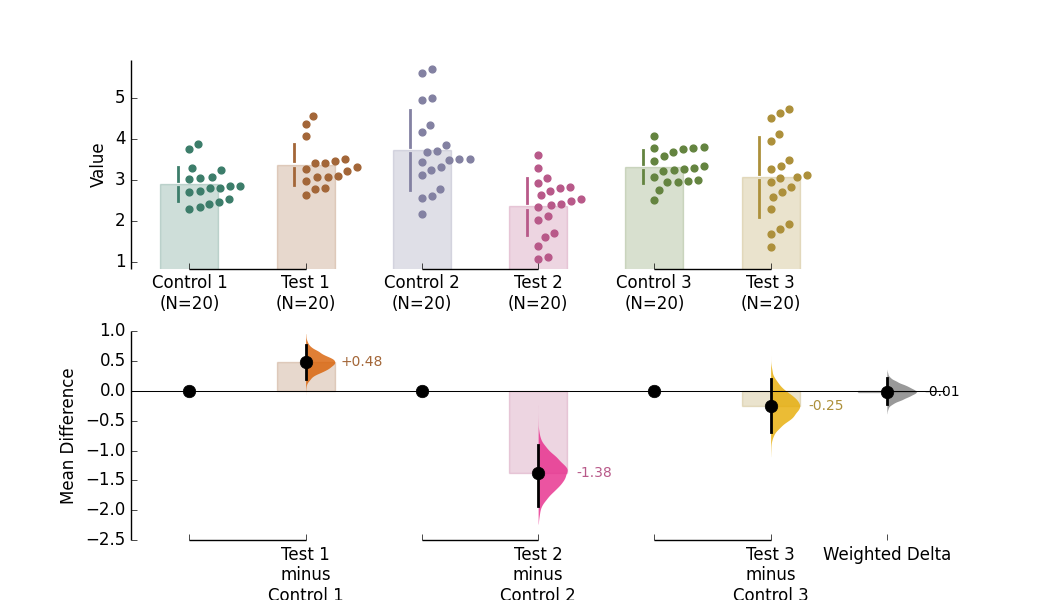 Value
5
4
3
2
1
Control 1
(N=20)
Test 1
(N=20)
Control 2
(N=20)
Test 2
(N=20)
Control 3
(N=20)
Test 3
(N=20)
Mean Difference
1.0
0.5
0.0
−0.5
−1.0
−1.5
−2.0
−2.5
+0.48
-1.38
-0.25
-0.01
Test 1
minus
Control 1
Test 2
minus
Control 2
Test 3
minus
Control 3
Weighted Delta